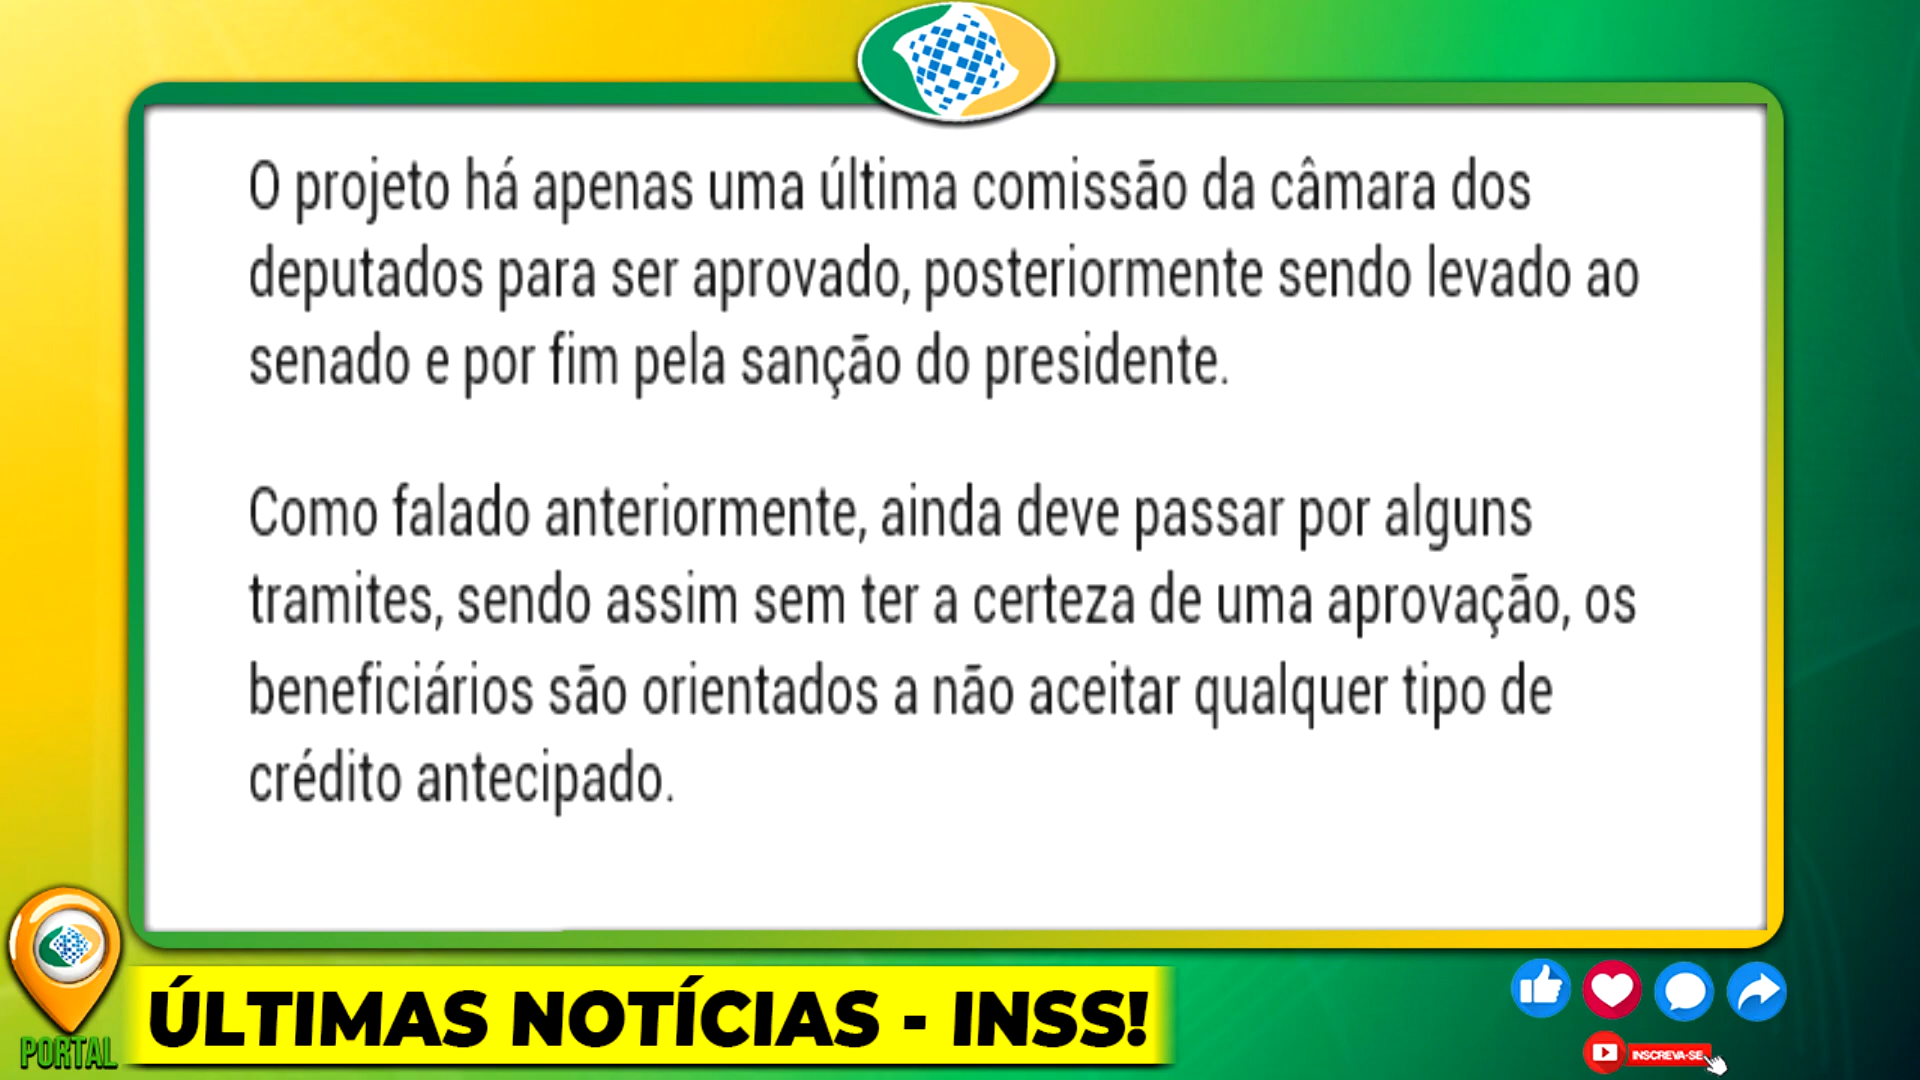 O projeto há apenas uma última comissão da câmara dos
deputados para ser aprovado, posteriormente sendo levado ao
senado e por fim pela sanção do presidente.
Como falado anteriormente, ainda deve passar por alguns
tramites, sendo assim sem ter a certeza de uma aprovação, os
beneficiários são orientados a não aceitar qualquer tipo de
crédito antecipado.
ÚLTIMAS NOTÍCIAS - INSS!
PORTAL
INSCREVA-SE